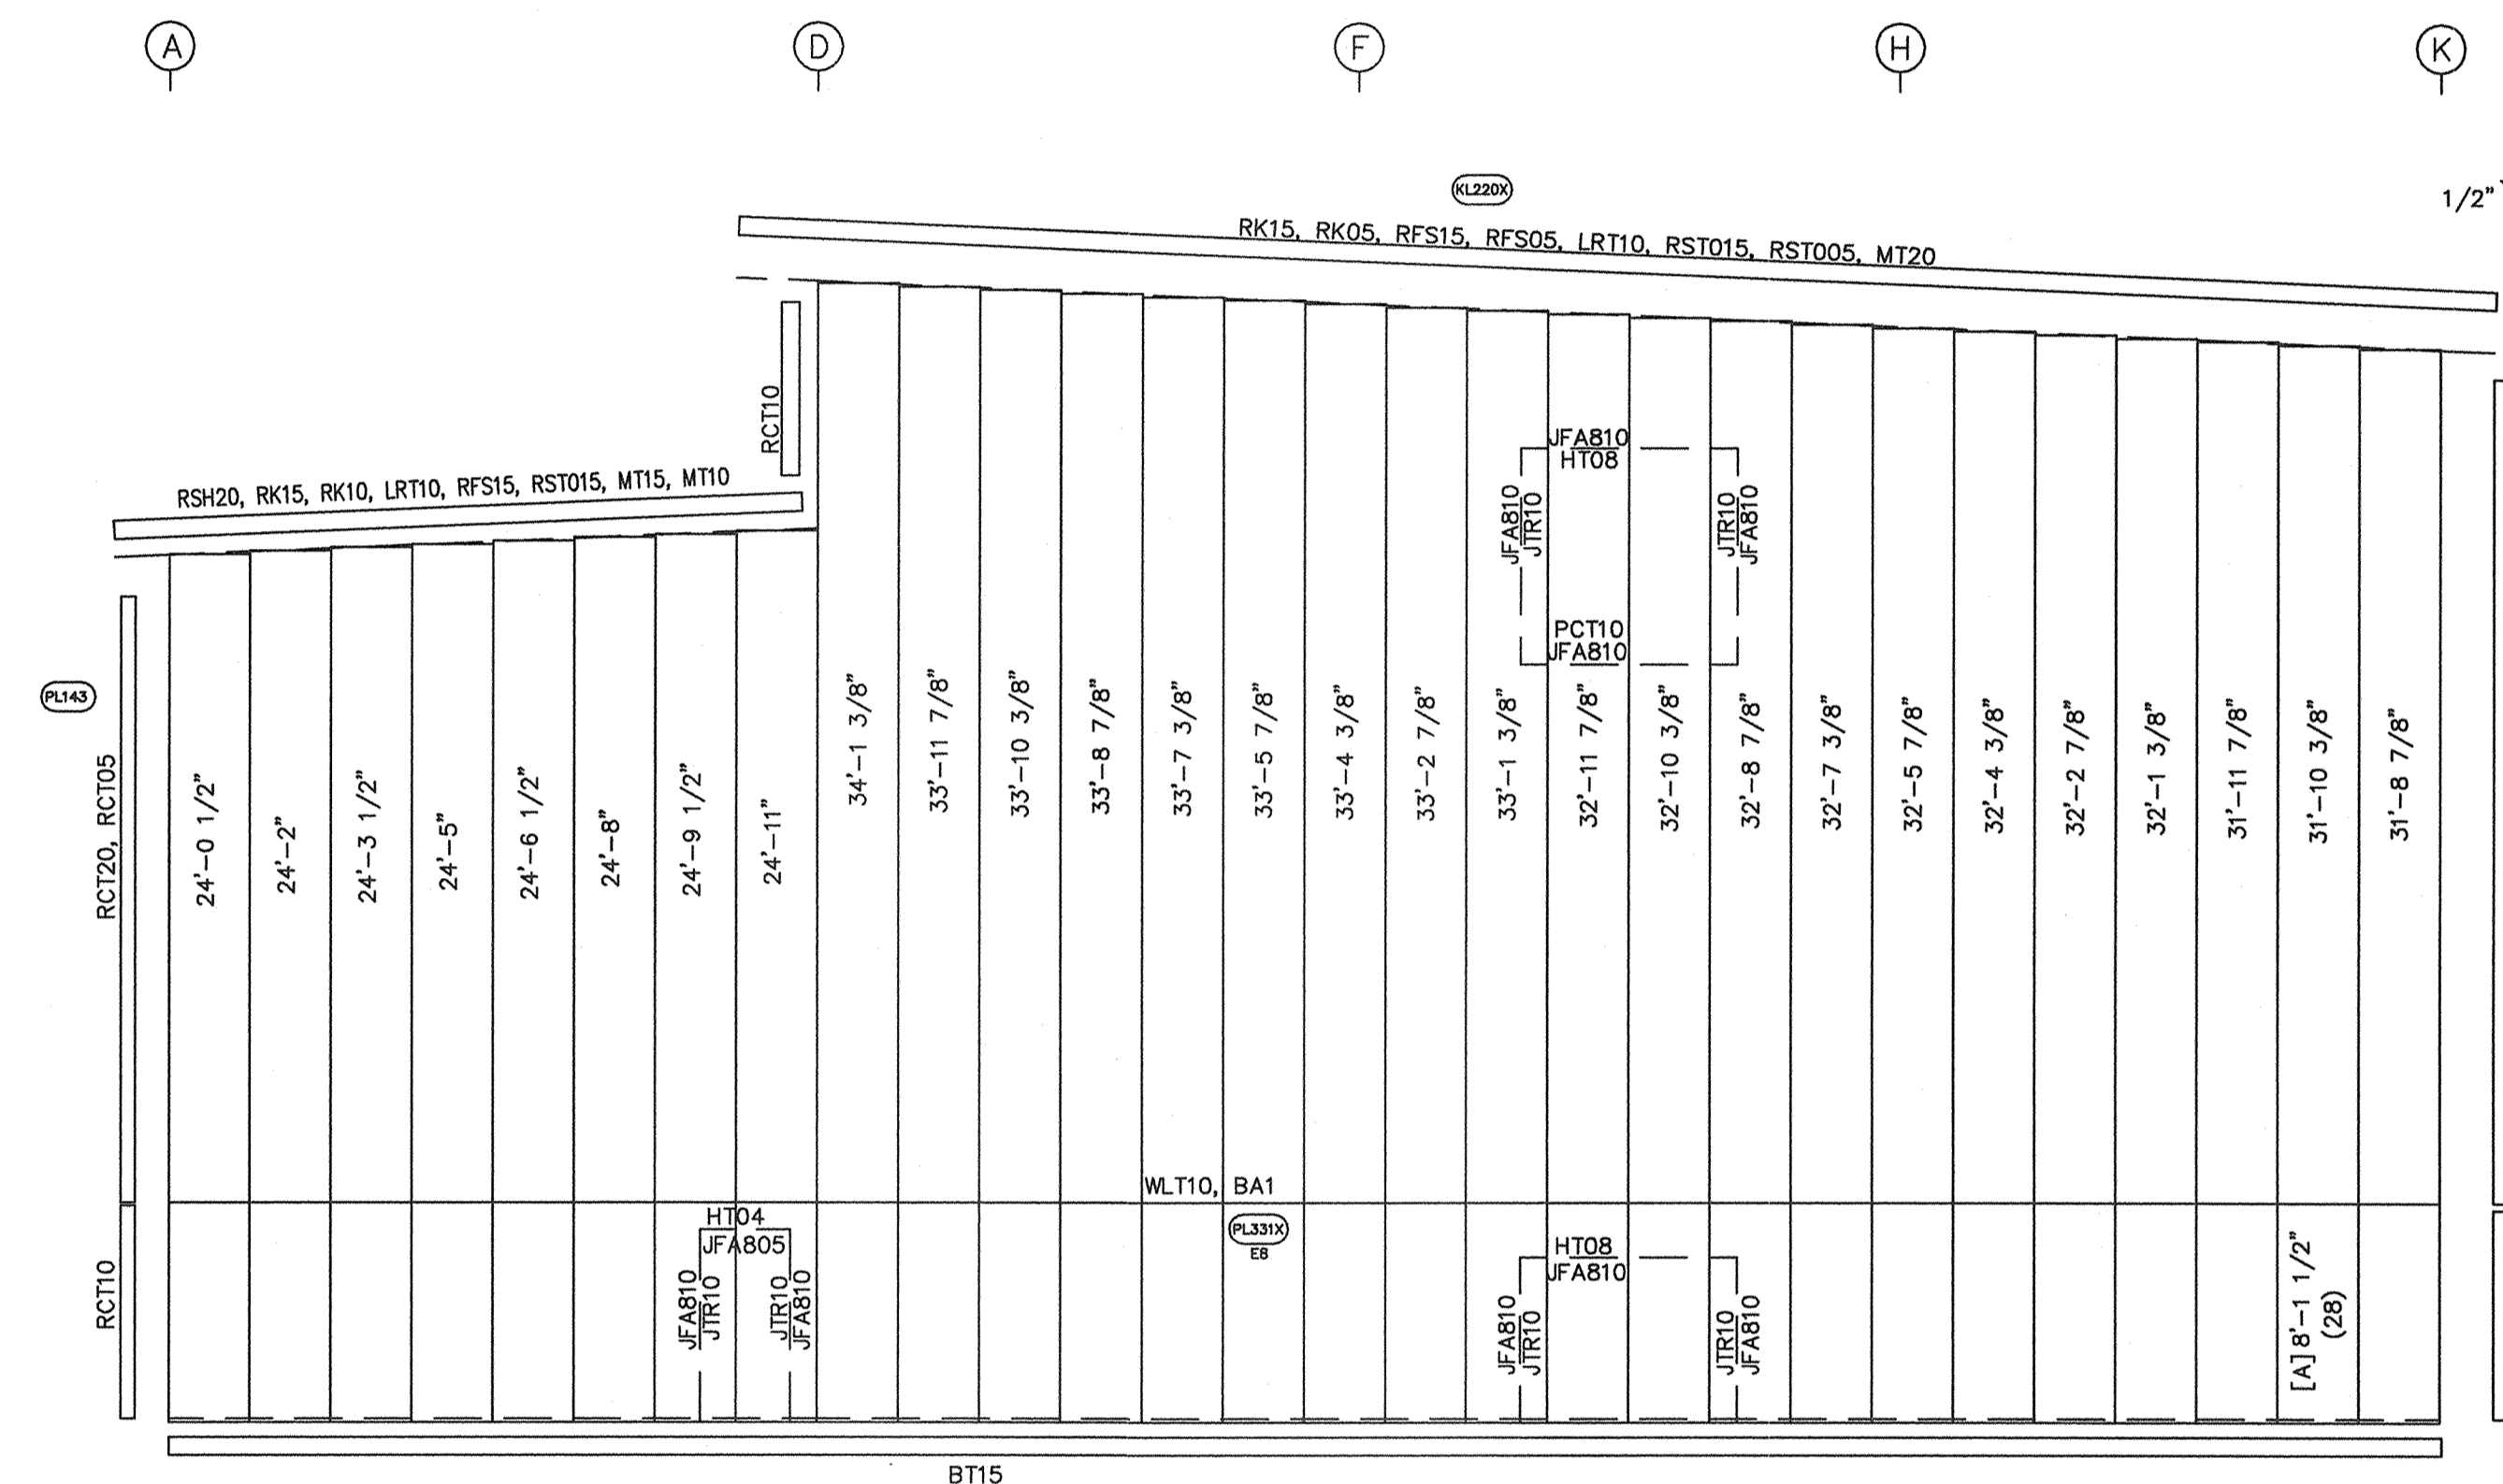 A
D
F
H
K
KL220X
1/2"
RK15, RK05, RFS15, RFS05, LRT10, RST015, RST005, MT20
RCT10
RSH20, RK15, RK10, LRT10, RFS15, RST015, MT15, MT10
JFA810
HT08
JFA810
JTR10
JTR10
JFA810
PCT10
JFA810
PL143
RCT20, RCT05
24'-0 1/2"
24'-2"
24'-3 1/2"
24'-5"
24'-6 1/2"
24'-8"
24'-9 1/2"
24'-11"
34'-1 3/8"
33'-11 7/8"
33'-10 3/8"
33'-8 7/8"
33'-7 3/8"
33'-5 7/8"
33'-4 3/8"
33'-2 7/8"
33'-1 3/8"
32'-11 7/8"
32'-10 3/8"
32'-8 7/8"
32'-7 3/8"
32'-5 7/8"
32'-4 3/8"
32'-2 7/8"
32'-1 3/8"
31'-11 7/8"
31'-10 3/8"
31'-8 7/8"
WLT10, BA1
PL331X
E8
RCT10
HT04
JFA805
JFA810
JTR10
JTR10
JFA810
HT08
JFA810
JFA810
JTR10
JTR10
JFA810
[A]8'-1 1/2"
(28)
BT15